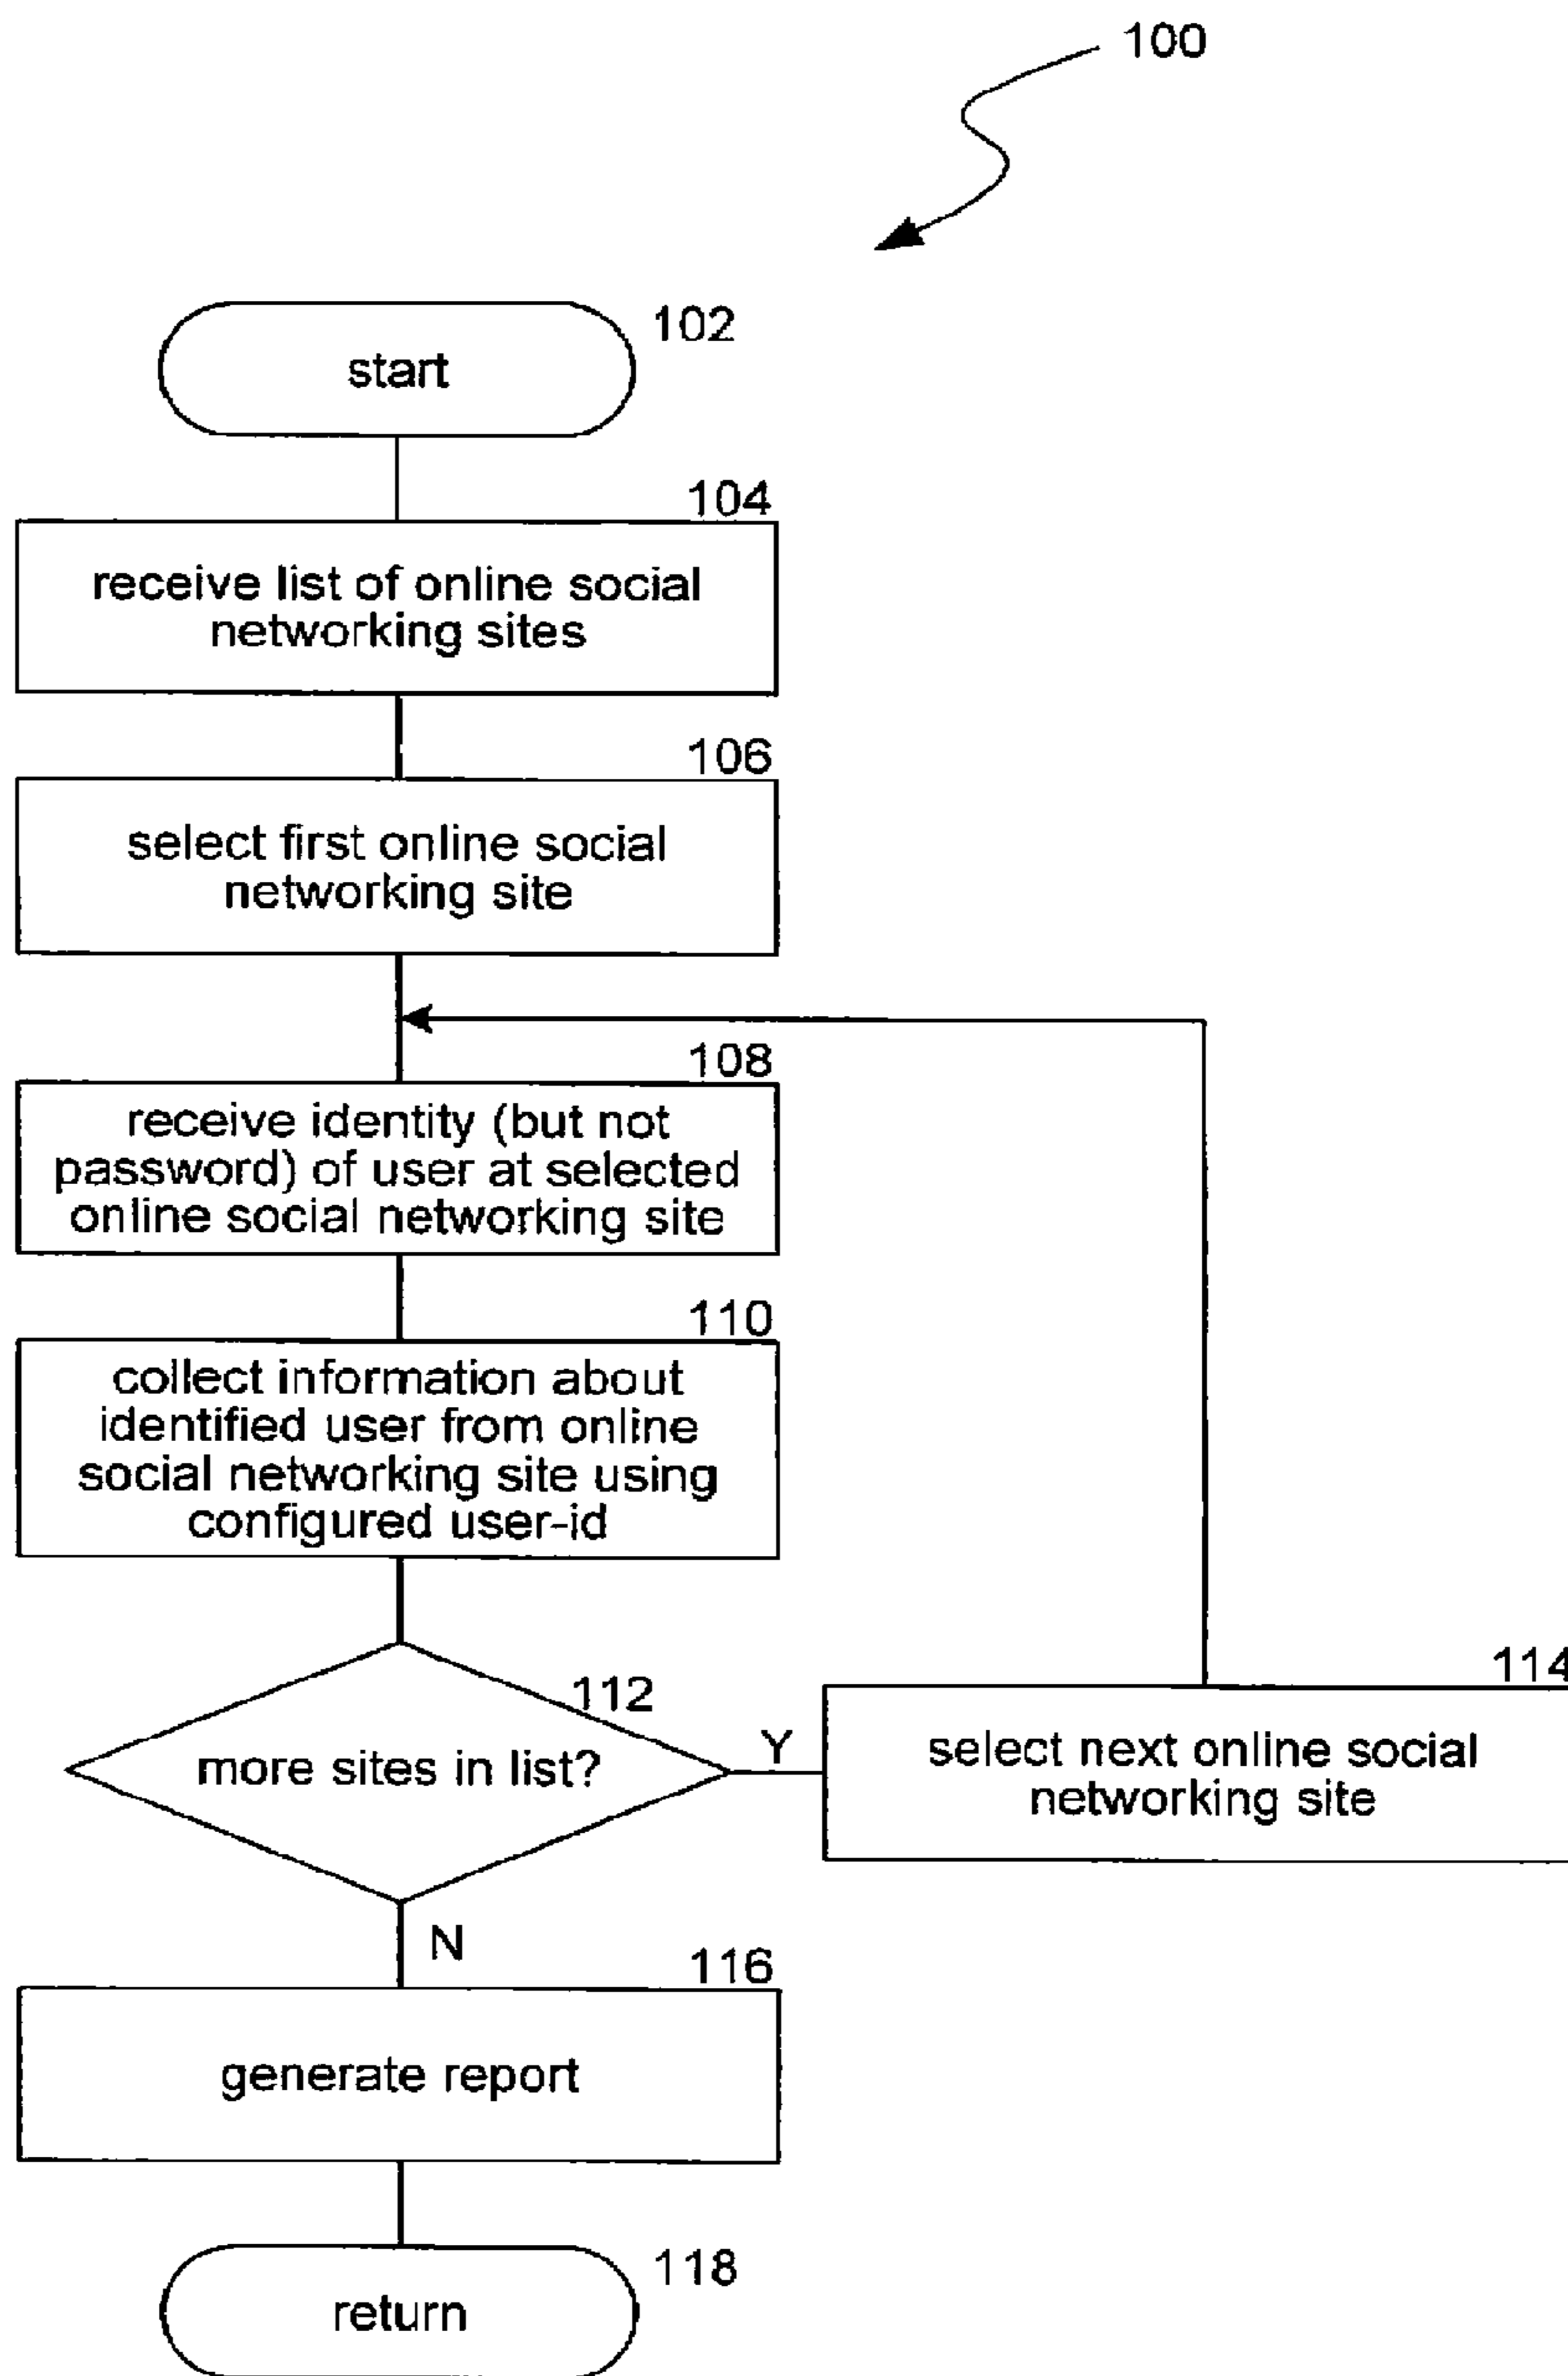 100
102
start
104
receive list of online social
networking sites
106
select first online social
networking site
108
receive identity (but not
password) of user at selected
online social networking site
110
collect information about
identified user from online
social networking site using
configured user-id
112
more sites in list?
Y
114
select next online social
networking site
N
116
generate report
118
return